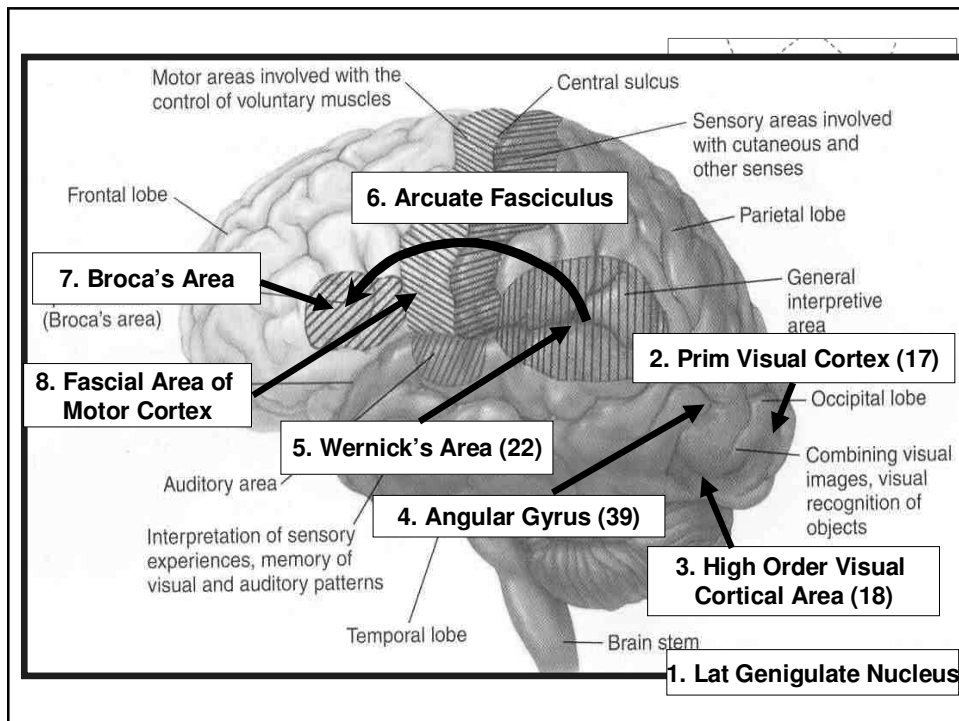 Motor areas involved with the
control of voluntary muscles
Central sulcus
Sensory areas involved
with cutaneous and
other senses
Frontal lobe
6. Arcuate Fasciculus
Parietal lobe
7. Broca's Area
(Broca's area)
General
interpretive
area
2. Prim Visual Cortex (17)
8. Fascial Area of
Motor Cortex
Occipital lobe
5. Wernick's Area (22)
Auditory area
Combining visual
images, visual
recognition of
objects
4. Angular Gyrus (39)
Interpretation of sensory
experiences, memory of
visual and auditory patterns
3. High Order Visual
Cortical Area (18)
Temporal lobe
Brain stem
1. Lat Genigulate Nucleus